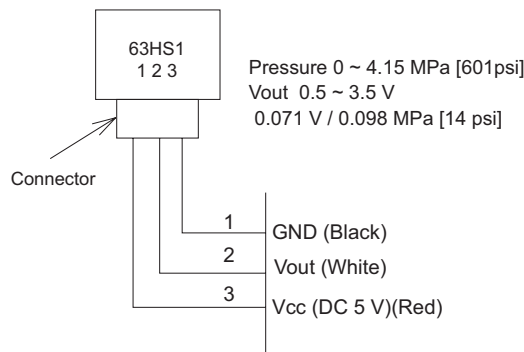 63HS1
1 2 3
Pressure 0 ~ 4.15 MPa [601psi]
Vout 0.5 ~ 3.5 V
0.071 V / 0.098 MPa [14 psi]
Connector
1
GND (Black)
2
Vout (White)
3
Vcc (DC 5 V)(Red)